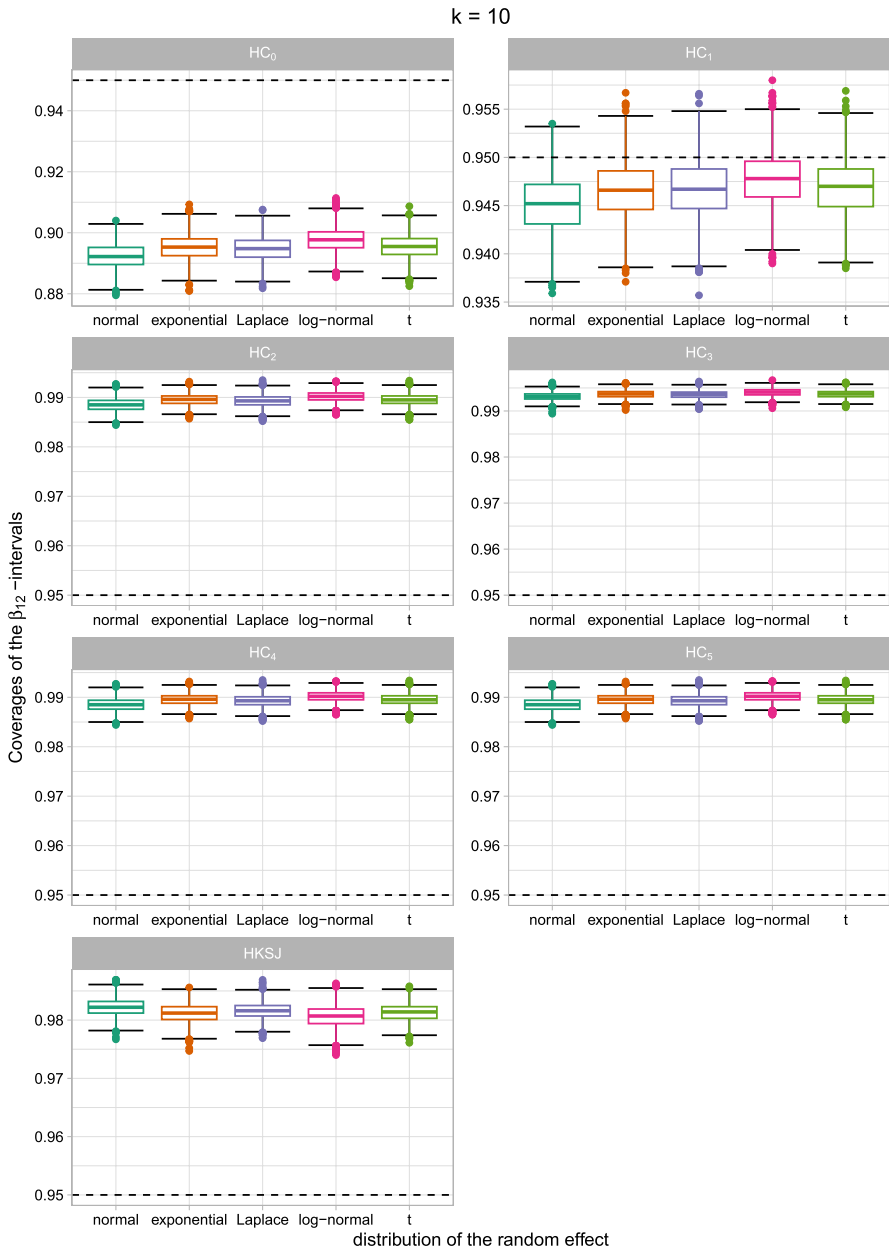 k = 10
HC₀
HC₁
0.94
0.92
0.90
0.88
0.955
0.950
0.945
0.940
0.935
normal exponential Laplace log−normal t
normal exponential Laplace log−normal t
HC₂
HC₃
0.99
0.98
0.97
0.96
0.95
0.99
0.98
0.97
0.96
0.95
normal exponential Laplace log−normal t
normal exponential Laplace log−normal t
HC₄
HC₅
0.99
0.98
0.97
0.96
0.95
0.99
0.98
0.97
0.96
0.95
normal exponential Laplace log−normal t
normal exponential Laplace log−normal t
HKSJ
0.98
0.97
0.96
0.95
normal exponential Laplace log−normal t
Coverages of the β₁₂ −intervals
distribution of the random effect